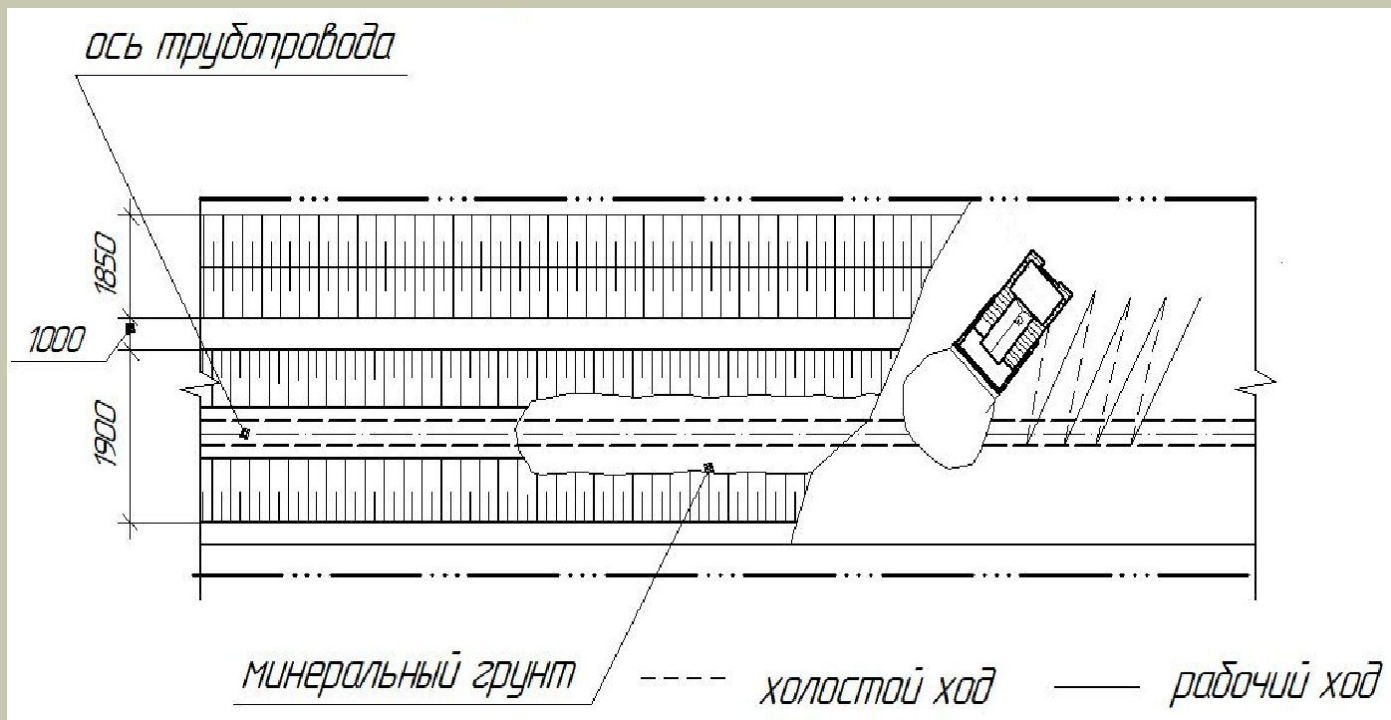 ось трубопровода
1850
1000
1900
минеральный грунт
холостой ход
рабочий ход